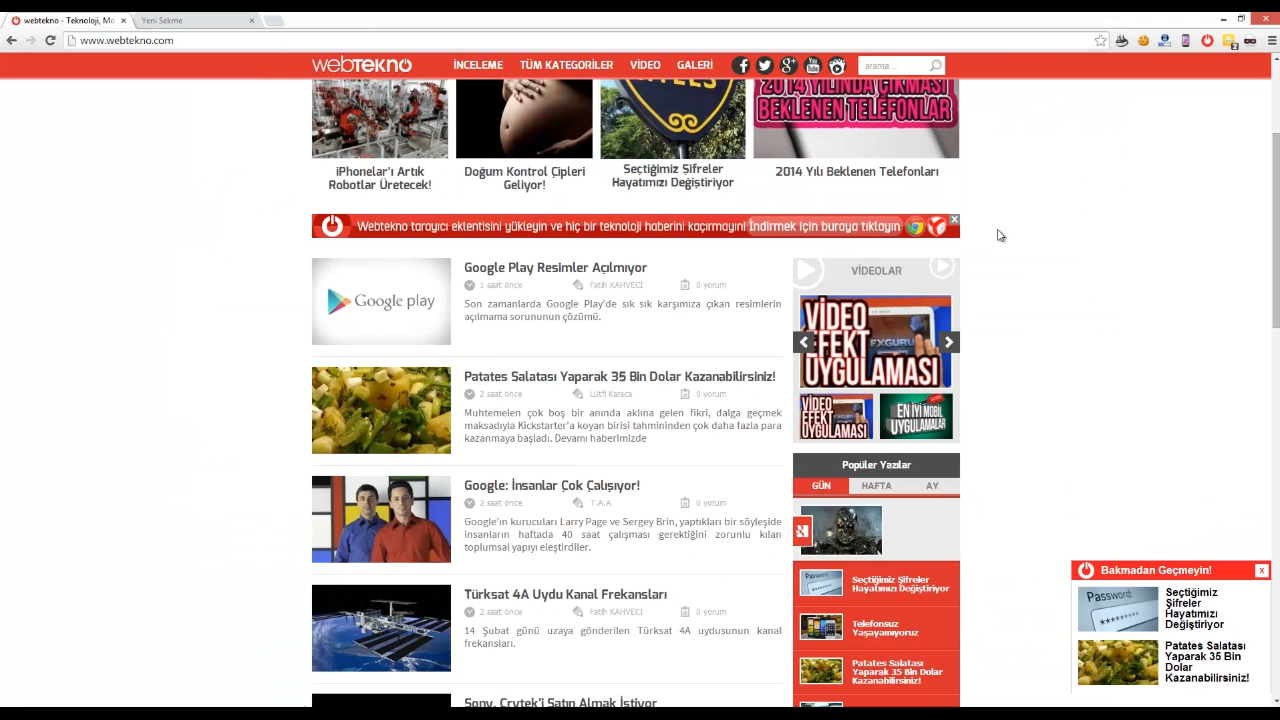 webtekno - Teknoloji, Mo
Yeni Sekme
www.webtekno.com
webTEKNO
İNCELEME
TÜM KATEGORİLER
VİDEO
GALERİ
arama...
2014 YILINDA ÇIKMASI
BEKLENEN TELEFONLAR
iPhonelar'ı Artık
Robotlar Üretecek!
Doğum Kontrol Çipleri
Geliyor!
Seçtiğimiz Şifreler
Hayatımızı Değiştiriyor
2014 Yılı Beklenen Telefonları
Webtekno tarayıcı eklentisini yükleyin ve hiç bir teknoloji haberini kaçırmayın! İndirmek için buraya tıklayın
Google play
Google Play Resimler Açılmıyor
1 saat önce
Fatih KAHVECİ
0 yorum
Son zamanlarda Google Play'de sık sık karşımıza çıkan resimlerin
açılmama sorununun çözümü.
Patates Salatası Yaparak 35 Bin Dolar Kazanabilirsiniz!
2 saat önce
Lütfi Karaca
0 yorum
Muhtemelen çok boş bir anında aklına gelen fikri, dalga geçmek
maksadıyla Kickstarter'a koyan birisi tahmininden çok daha fazla para
kazanmaya başladı. Devamı haberimizde
Google: İnsanlar Çok Çalışıyor!
2 saat önce
T.A.A
0 yorum
Google'ın kurucuları Larry Page ve Sergey Brin, yaptıkları bir söyleşide
insanların haftada 40 saat çalışması gerektiğini zorunlu kılan
toplumsal yapıyı eleştirdiler.
Türksat 4A Uydu Kanal Frekansları
2 saat önce
Fatih KAHVECİ
0 yorum
14 Şubat günü uzaya gönderilen Türksat 4A uydusunun kanal
frekansları.
Sony, Crytek'i Satın Almak İstiyor
VİDEOLAR
VİDEO
EFEKT
UYGULAMASI
FXGURU
VİDEO
EFEKT
UYGULAMASI
EN İYİ MOBİL
UYGULAMALAR
Popüler Yazılar
GÜN
HAFTA
AY
Password:
Seçtiğimiz Şifreler
Hayatımızı Değiştiriyor
Telefonsuz
Yaşayamıyoruz
Patates Salatası
Yaparak 35 Bin Dolar
Kazanabilirsiniz!
Bakmadan Geçmeyin!
x
Password:
Seçtiğimiz
Şifreler
Hayatımızı
Değiştiriyor
Patates Salatası
Yaparak 35 Bin
Dolar
Kazanabilirsiniz!